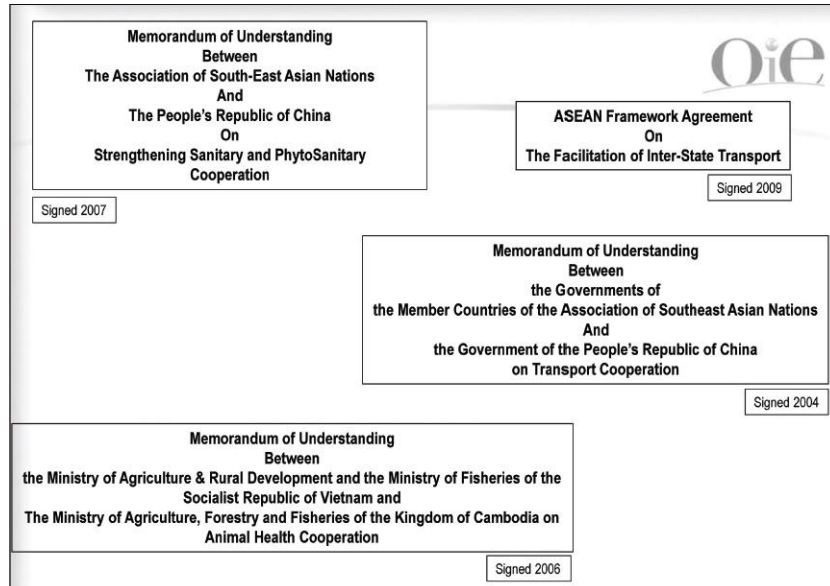 Memorandum of Understanding
Between
The Association of South-East Asian Nations
And
The People's Republic of China
On
Strengthening Sanitary and PhytoSanitary
Cooperation
Signed 2007
Oie
ASEAN Framework Agreement
On
The Facilitation of Inter-State Transport
Signed 2009
Memorandum of Understanding
Between
the Governments of
the Member Countries of the Association of Southeast Asian Nations
And
the Government of the People's Republic of China
on Transport Cooperation
Signed 2004
Memorandum of Understanding
Between
the Ministry of Agriculture & Rural Development and the Ministry of Fisheries of the
Socialist Republic of Vietnam and
The Ministry of Agriculture, Forestry and Fisheries of the Kingdom of Cambodia on
Animal Health Cooperation
Signed 2006